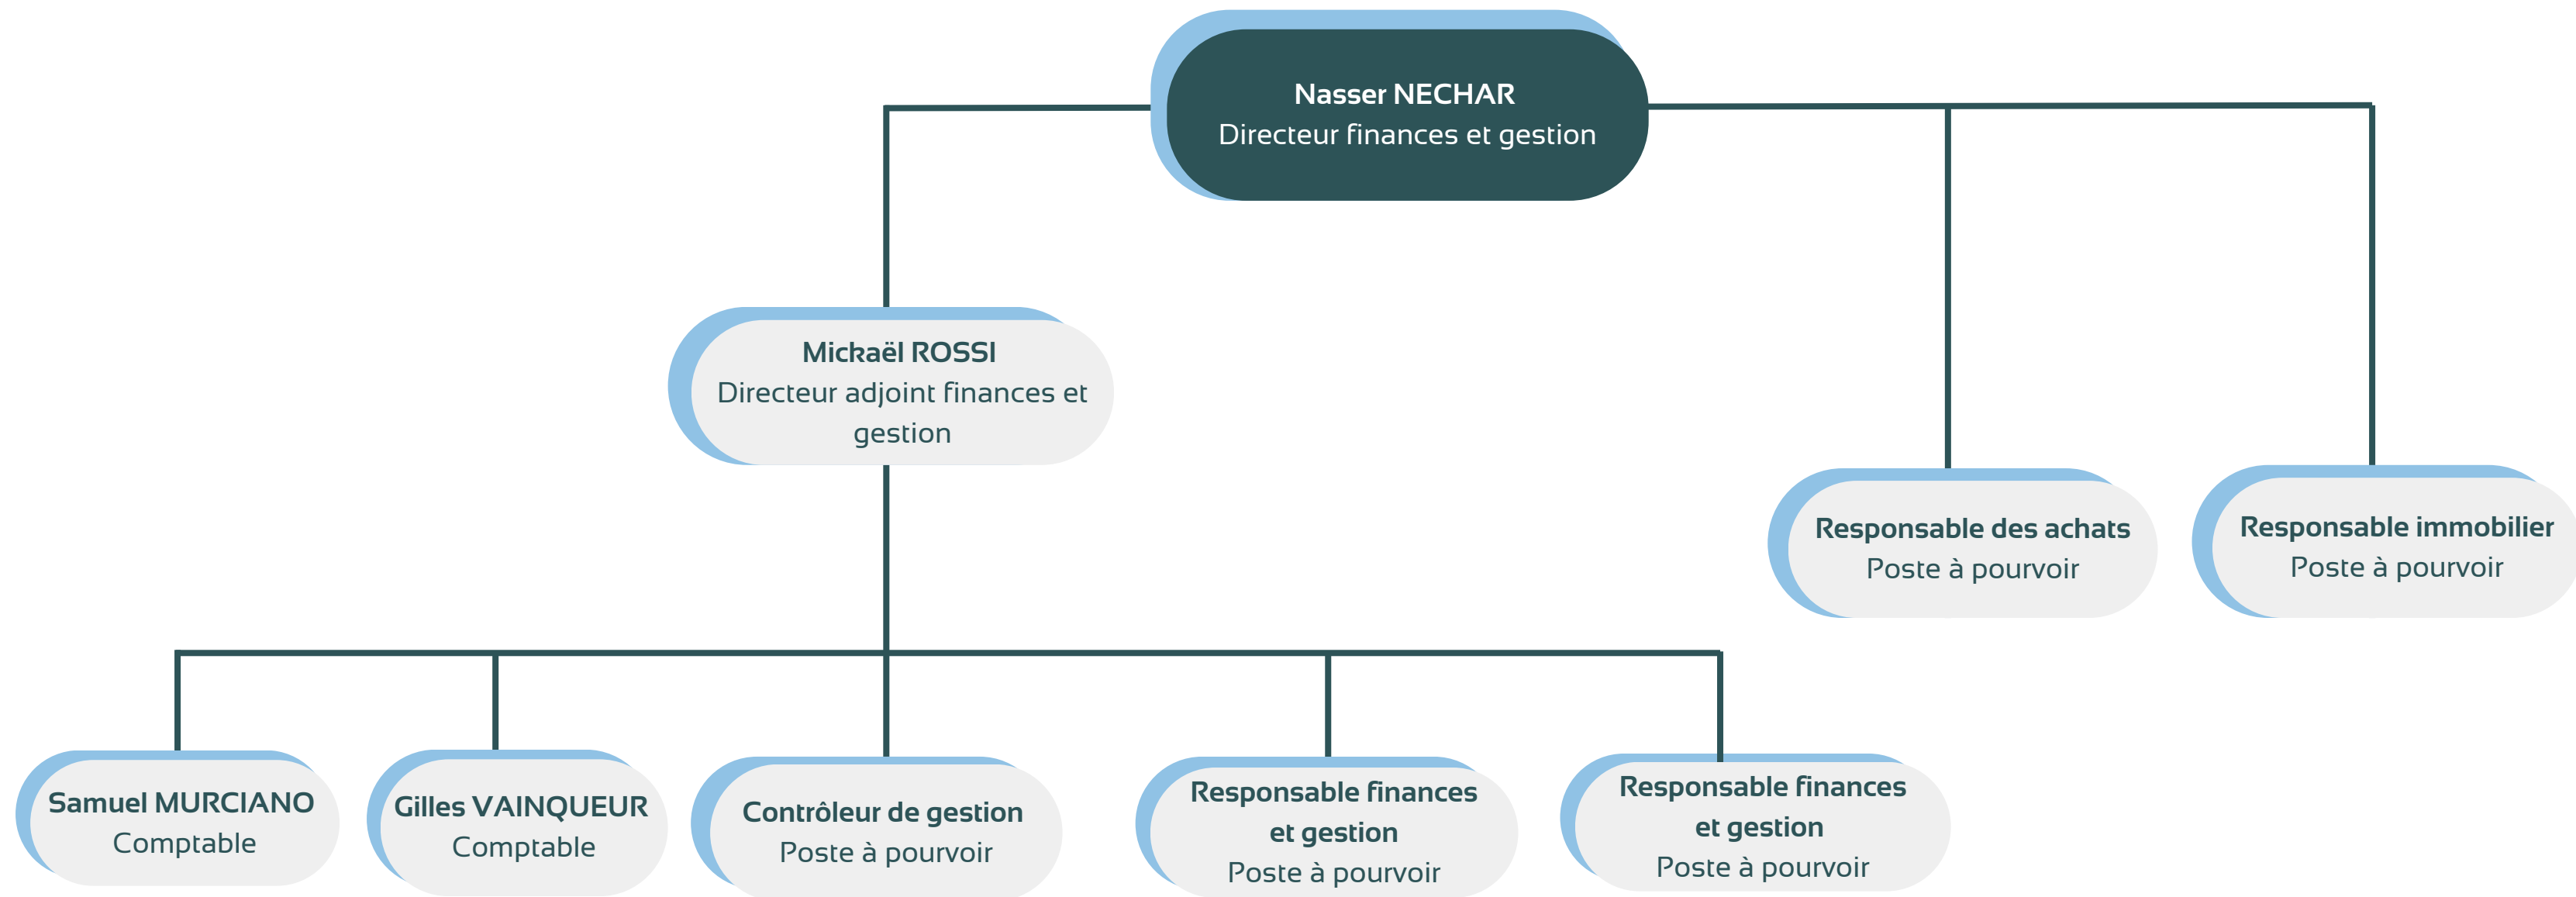 Nasser NECHAR
Directeur finances et gestion
Mickaël ROSSI
Directeur adjoint finances et
gestion
Responsable des achats
Poste à pourvoir
Responsable immobilier
Poste à pourvoir
Samuel MURCIANO
Comptable
Gilles VAINQUEUR
Comptable
Contrôleur de gestion
Poste à pourvoir
Responsable finances
et gestion
Poste à pourvoir
Responsable finances
et gestion
Poste à pourvoir